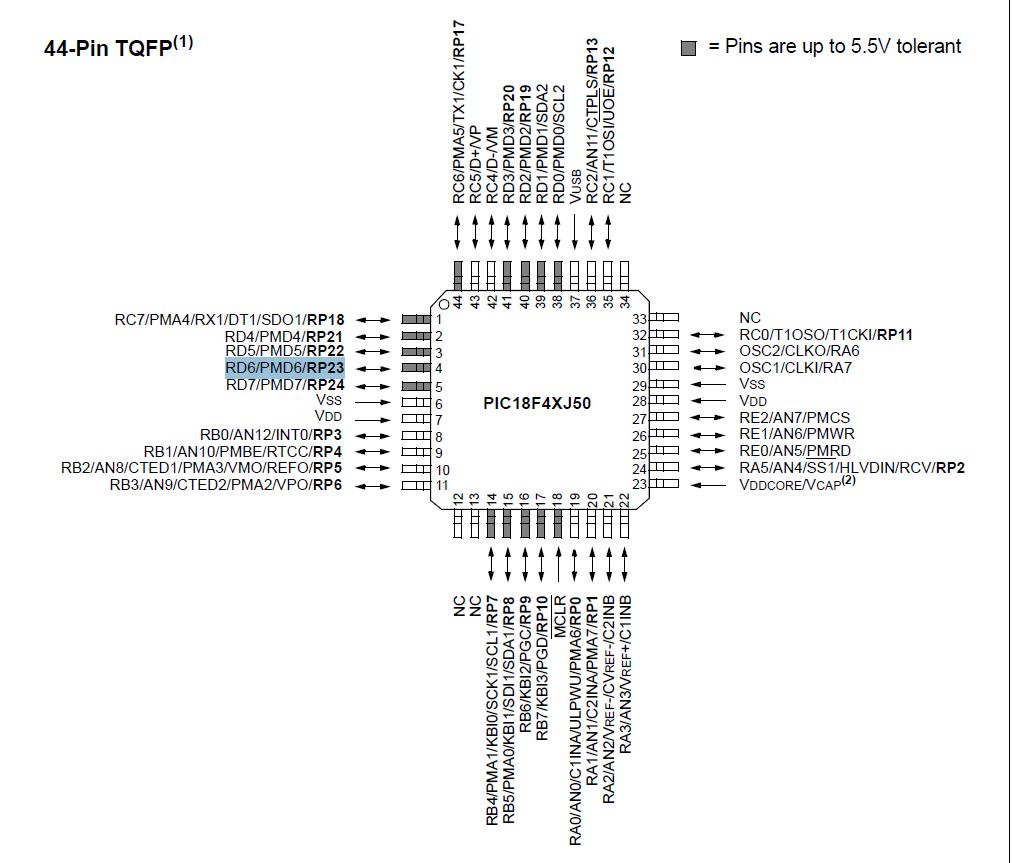 44-Pin TQFP(1)
= Pins are up to 5.5V tolerant
RC6/PMA5/TX1/CK1/RP17
RC5/D+/VP
RC4/D-/VM
RD3/PMD3/RP20
RD2/PMD2/RP19
RD1/PMD1/SDA2
RD0/PMD0/SCL2
VUSB
RC2/AN11/CTPLS/RP13
RC1/T1OSI/UOE/RP12
NC
44 43 42 41 40 39 38 37 36 35 34
RC7/PMA4/RX1/DT1/SDO1/RP18 1
RD4/PMD4/RP21 2
RD5/PMD5/RP22 3
RD6/PMD6/RP23 4
RD7/PMD7/RP24 5
VSS 6
VDD 7
RB0/AN12/INT0/RP3 8
RB1/AN10/PMBE/RTCC/RP4 9
RB2/AN8/CTED1/PMA3/VMO/REFO/RP5 10
RB3/AN9/CTED2/PMA2/VPO/RP6 11
PIC18F4XJ50
33 NC
32 RC0/T1OSO/T1CKI/RP11
31 OSC2/CLKO/RA6
30 OSC1/CLKI/RA7
29 VSS
28 VDD
27 RE2/AN7/PMCS
26 RE1/AN6/PMWR
25 RE0/AN5/PMRD
24 RA5/AN4/SS1/HLVDIN/RCV/RP2
23 VDDCORE/VCAP(2)
12 13 14 15 16 17 18 19 20 21 22
NC
NC
RB4/PMA1/KBI0/SCK1/SCL1/RP7
RB5/PMA0/KBI1/SDI1/SDA1/RP8
RB6/KBI2/PGC/RP9
RB7/KBI3/PGD/RP10
MCLR
RA0/AN0/C1INA/ULPWU/PMA6/RP0
RA1/AN1/C2INA/PMA7/RP1
RA2/AN2/VREF-/CVREF-/C2INB
RA3/AN3/VREF+/C1INB